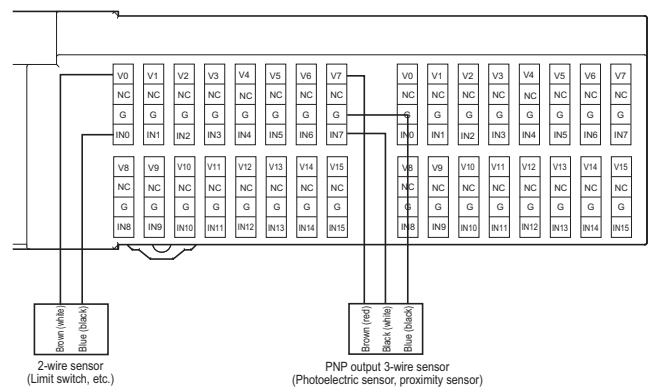 V0 V1 V2 V3 V4 V5 V6 V7 V0 V1 V2 V3 V4 V5 V6 V7
NC NC NC NC NC NC NC NC NC NC NC NC NC NC NC NC
G G G G G G G G G G G G G G G G
IN0 IN1 IN2 IN3 IN4 IN5 IN6 IN7 IN0 IN1 IN2 IN3 IN4 IN5 IN6 IN7
V8 V9 V10 V11 V12 V13 V14 V15 V8 V9 V10 V11 V12 V13 V14 V15
NC NC NC NC NC NC NC NC NC NC NC NC NC NC NC NC
G G G G G G G G G G G G G G G G
IN8 IN9 IN10 IN11 IN12 IN13 IN14 IN15 IN8 IN9 IN10 IN11 IN12 IN13 IN14 IN15
Brown (white)
Blue (black)
2-wire sensor
(Limit switch, etc.)
Brown (red)
Black (white)
Blue (black)
PNP output 3-wire sensor
(Photoelectric sensor, proximity sensor)